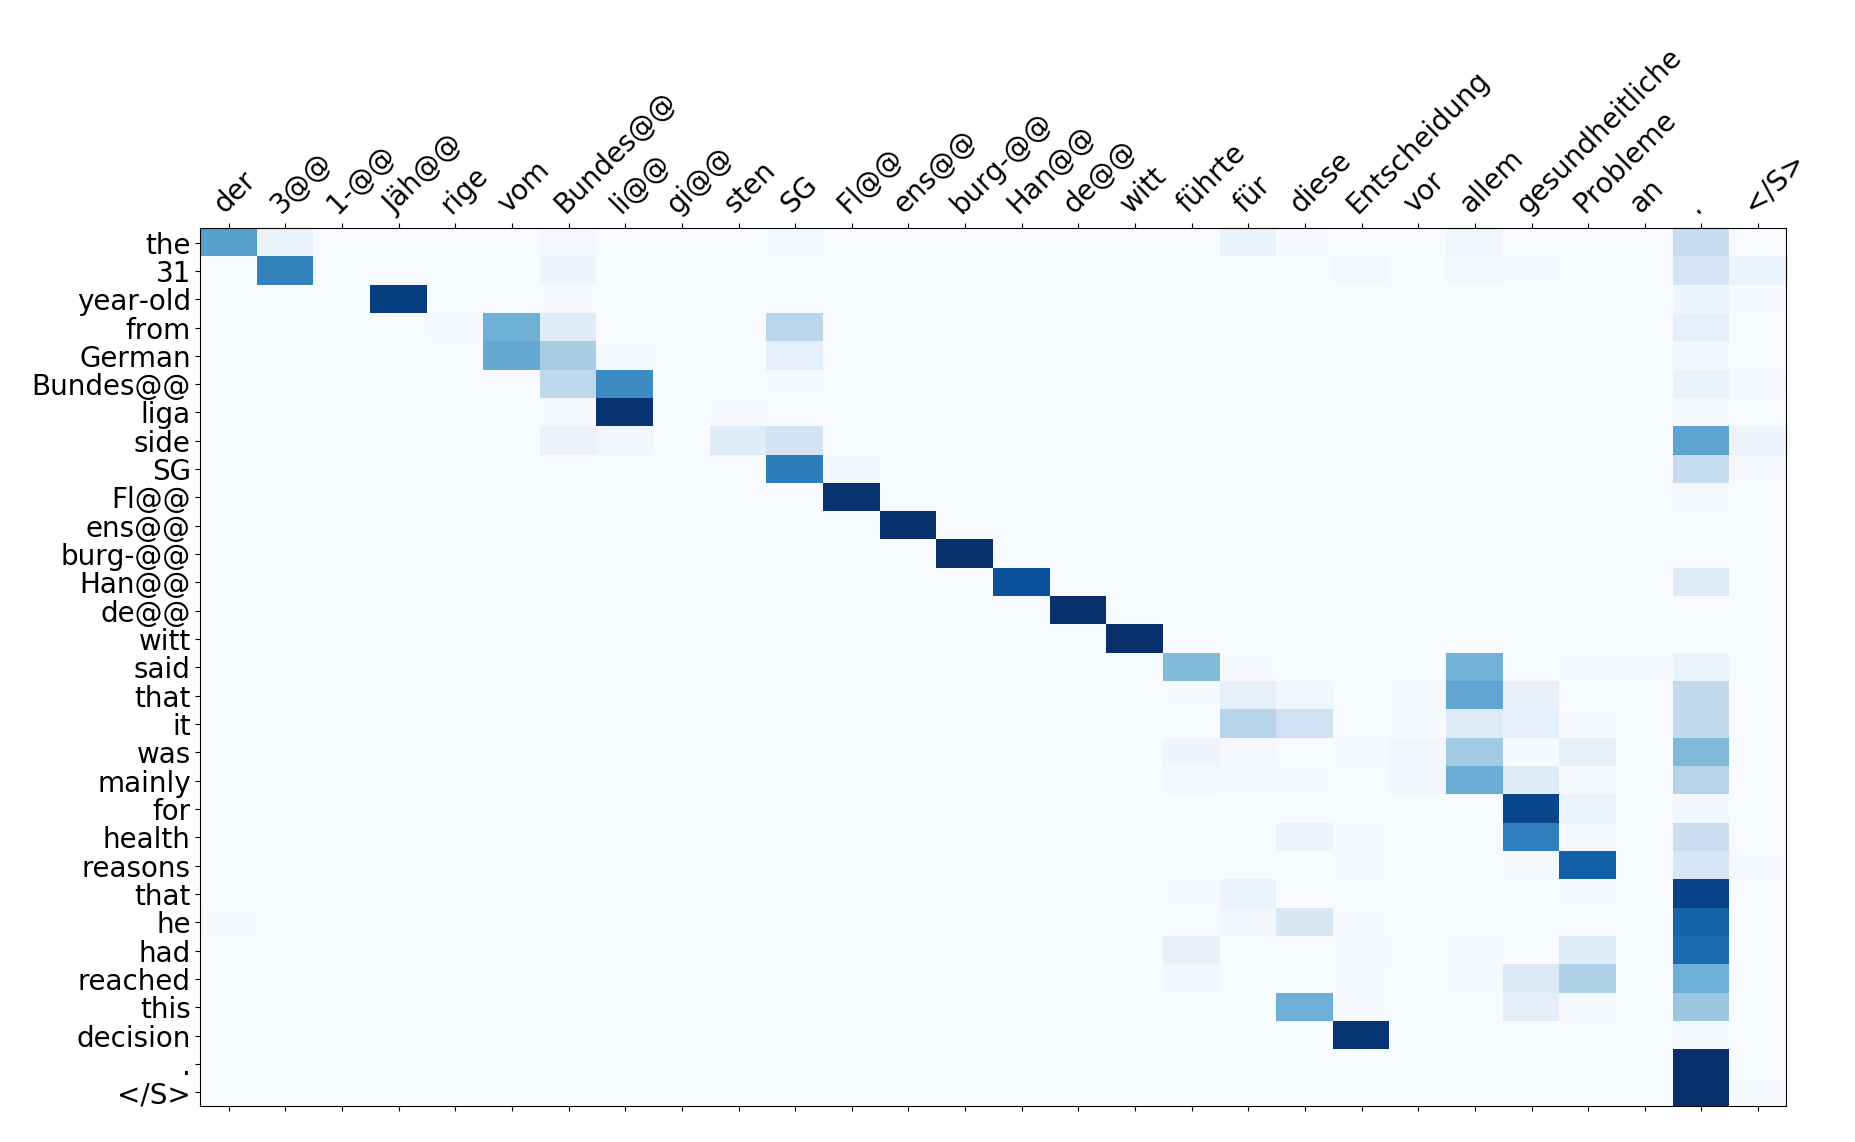 der 3@@ 1-@@ Jäh@@ rige vom Bundes@@ li@@ gi@@ sten SG Fl@@ ens@@ burg-@@ Han@@ de@@ witt führte für diese Entscheidung vor allem gesundheitliche Probleme an . </S>
the
31
year-old
from
German
Bundes@@
liga
side
SG
Fl@@
ens@@
burg-@@
Han@@
de@@
witt
said
that
it
was
mainly
for
health
reasons
that
he
had
reached
this
decision
.
</S>